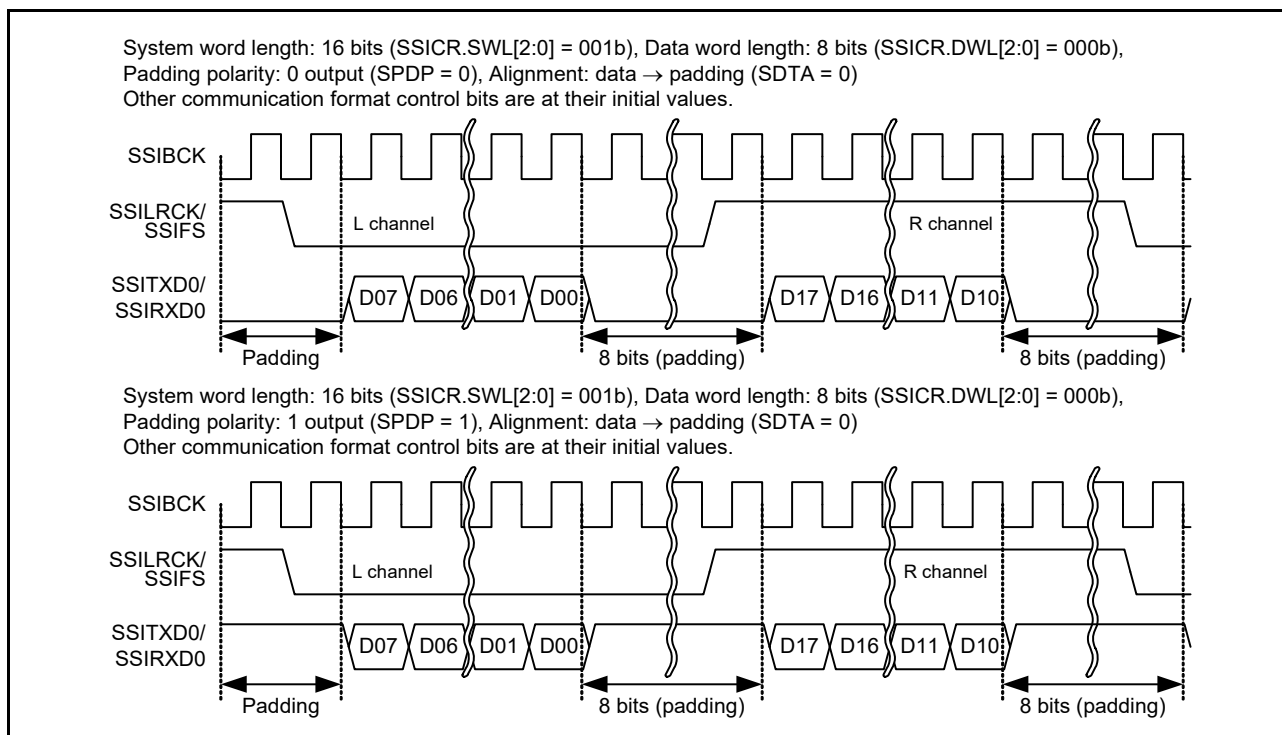 System word length: 16 bits (SSICR.SWL[2:0] = 001b), Data word length: 8 bits (SSICR.DWL[2:0] = 000b),
Padding polarity: 0 output (SPDP = 0), Alignment: data → padding (SDTA = 0)
Other communication format control bits are at their initial values.
SSIBCK
SSILRCK/
SSIFS
L channel
R channel
SSITXD0/
SSIRXD0
D07 D06 D01 D00 D17 D16 D11 D10
Padding 8 bits (padding) 8 bits (padding)
System word length: 16 bits (SSICR.SWL[2:0] = 001b), Data word length: 8 bits (SSICR.DWL[2:0] = 000b),
Padding polarity: 1 output (SPDP = 1), Alignment: data → padding (SDTA = 0)
Other communication format control bits are at their initial values.
SSIBCK
SSILRCK/
SSIFS
L channel
R channel
SSITXD0/
SSIRXD0
D07 D06 D01 D00 D17 D16 D11 D10
Padding 8 bits (padding) 8 bits (padding)